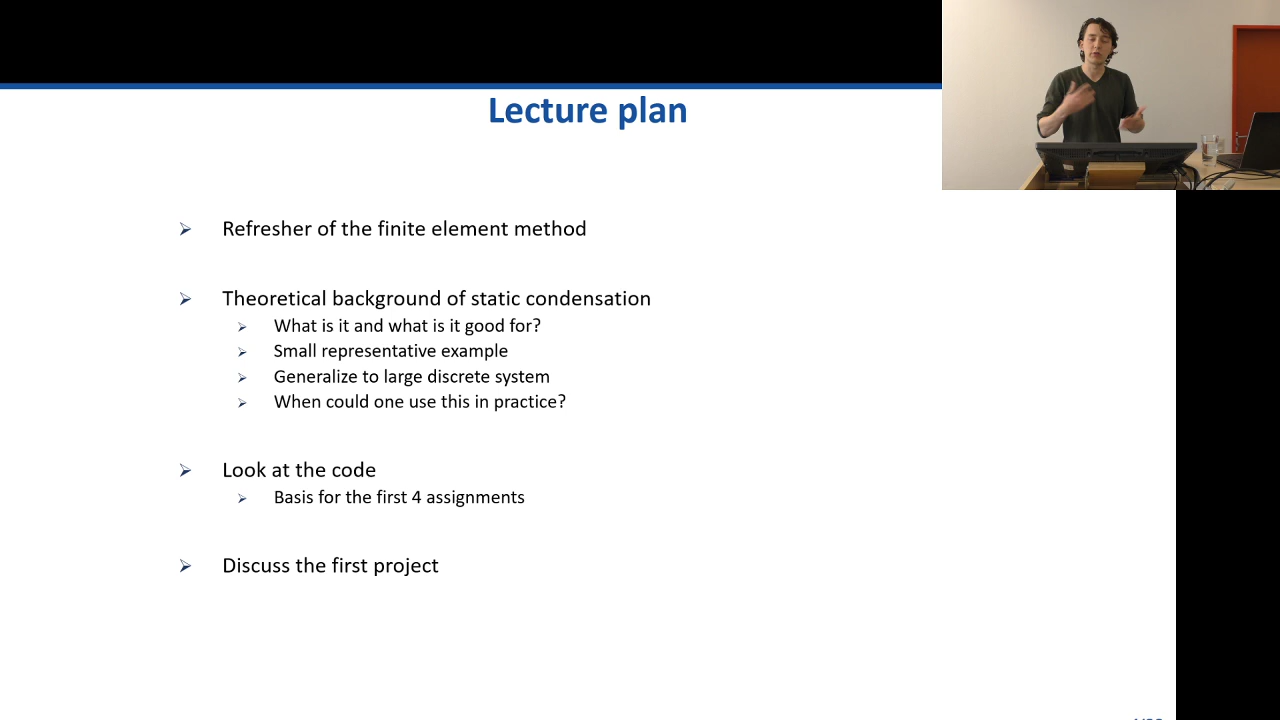 Lecture plan
Refresher of the finite element method
Theoretical background of static condensation
What is it and what is it good for?
Small representative example
Generalize to large discrete system
When could one use this in practice?
Look at the code
Basis for the first 4 assignments
Discuss the first project